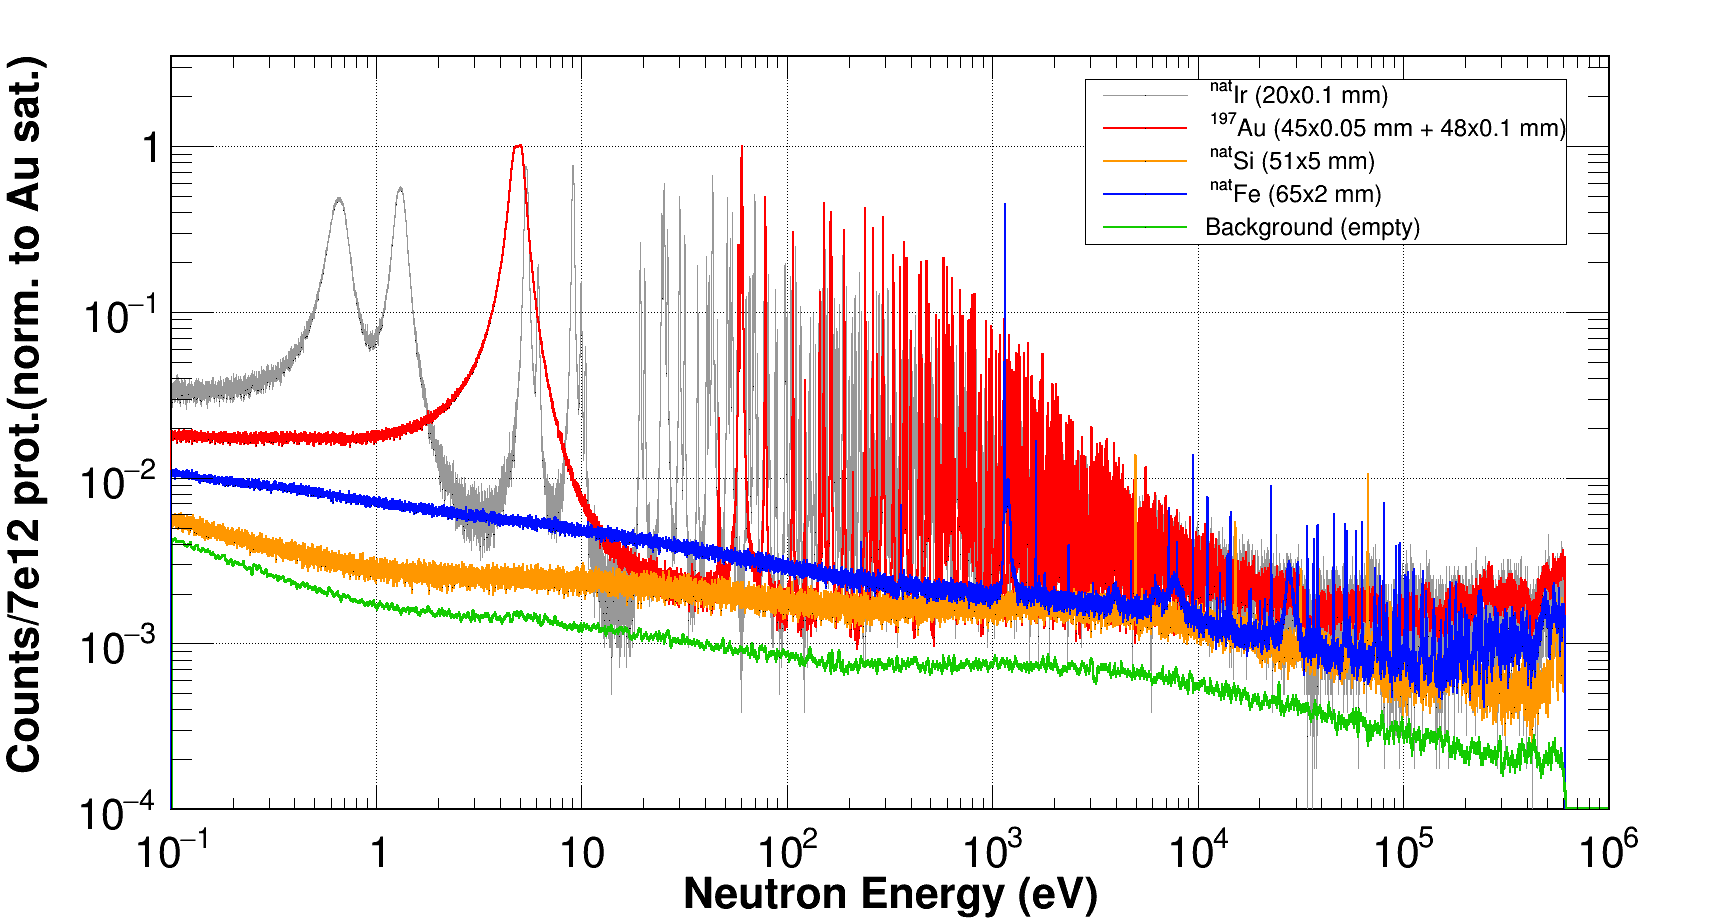 Counts/7e12 prot.(norm. to Au sat.)
1
10⁻¹
10⁻²
10⁻³
10⁻⁴
natIr (20x0.1 mm)
197Au (45x0.05 mm + 48x0.1 mm)
natSi (51x5 mm)
natFe (65x2 mm)
Background (empty)
10⁻¹ 1 10 10² 10³ 10⁴ 10⁵ 10⁶
Neutron Energy (eV)